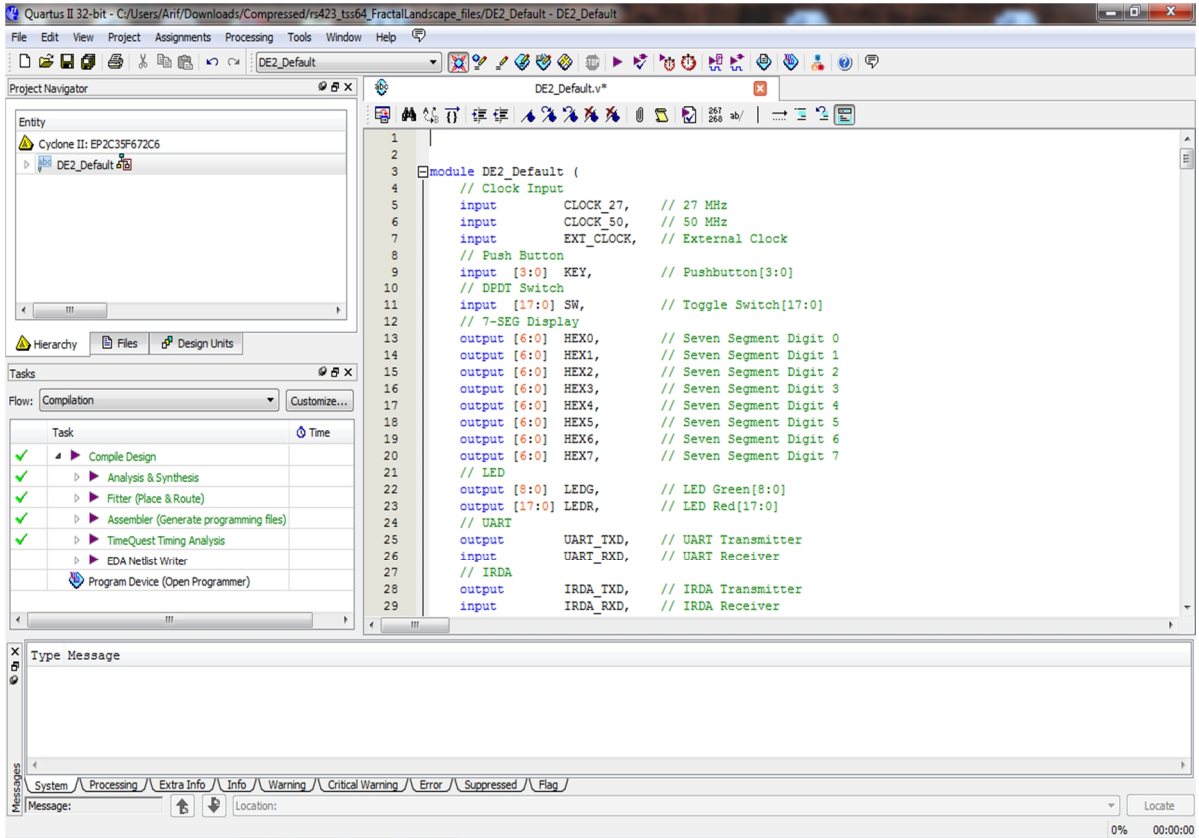 Quartus II 32-bit - C:/Users/Arif/Downloads/Compressed/rs423_tss64_FractalLandscape_files/DE2_Default - DE2_Default
File Edit View Project Assignments Processing Tools Window Help
DE2_Default
Project Navigator
Entity
Cyclone II: EP2C35F672C6
DE2_Default
Hierarchy Files Design Units
Tasks
Flow: Compilation Customize...
Task Time
Compile Design
Analysis & Synthesis
Fitter (Place & Route)
Assembler (Generate programming files)
TimeQuest Timing Analysis
EDA Netlist Writer
Program Device (Open Programmer)
DE2_Default.v*
267
268 ab/
1
2
3 module DE2_Default (
4 // Clock Input
5 input CLOCK_27, // 27 MHz
6 input CLOCK_50, // 50 MHz
7 input EXT_CLOCK, // External Clock
8 // Push Button
9 input [3:0] KEY, // Pushbutton[3:0]
10 // DPDT Switch
11 input [17:0] SW, // Toggle Switch[17:0]
12 // 7-SEG Display
13 output [6:0] HEX0, // Seven Segment Digit 0
14 output [6:0] HEX1, // Seven Segment Digit 1
15 output [6:0] HEX2, // Seven Segment Digit 2
16 output [6:0] HEX3, // Seven Segment Digit 3
17 output [6:0] HEX4, // Seven Segment Digit 4
18 output [6:0] HEX5, // Seven Segment Digit 5
19 output [6:0] HEX6, // Seven Segment Digit 6
20 output [6:0] HEX7, // Seven Segment Digit 7
21 // LED
22 output [8:0] LEDG, // LED Green[8:0]
23 output [17:0] LEDR, // LED Red[17:0]
24 // UART
25 output UART_TXD, // UART Transmitter
26 input UART_RXD, // UART Receiver
27 // IRDA
28 output IRDA_TXD, // IRDA Transmitter
29 input IRDA_RXD, // IRDA Receiver
Type Message
System Processing Extra Info Info Warning Critical Warning Error Suppressed Flag
Messages
Message: Location: Locate
0% 00:00:00